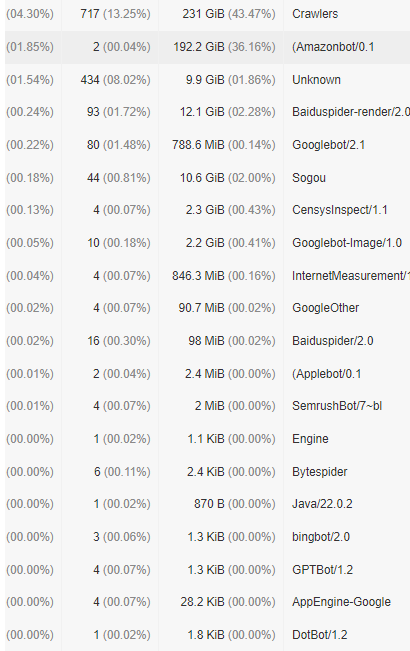 (04.30%) 717 (13.25%) 231 GiB (43.47%) Crawlers
(01.85%) 2 (00.04%) 192.2 GiB (36.16%) (Amazonbot/0.1
(01.54%) 434 (08.02%) 9.9 GiB (01.86%) Unknown
(00.24%) 93 (01.72%) 12.1 GiB (02.28%) Baiduspider-render/2.0
(00.22%) 80 (01.48%) 788.6 MiB (00.14%) Googlebot/2.1
(00.18%) 44 (00.81%) 10.6 GiB (02.00%) Sogou
(00.13%) 4 (00.07%) 2.3 GiB (00.43%) CensysInspect/1.1
(00.05%) 10 (00.18%) 2.2 GiB (00.41%) Googlebot-Image/1.0
(00.04%) 4 (00.07%) 846.3 MiB (00.16%) InternetMeasurement/1
(00.02%) 4 (00.07%) 90.7 MiB (00.02%) GoogleOther
(00.02%) 16 (00.30%) 98 MiB (00.02%) Baiduspider/2.0
(00.01%) 2 (00.04%) 2.4 MiB (00.00%) (Applebot/0.1
(00.01%) 4 (00.07%) 2 MiB (00.00%) SemrushBot/7~bl
(00.00%) 1 (00.02%) 1.1 KiB (00.00%) Engine
(00.00%) 6 (00.11%) 2.4 KiB (00.00%) Bytespider
(00.00%) 1 (00.02%) 870 B (00.00%) Java/22.0.2
(00.00%) 3 (00.06%) 1.3 KiB (00.00%) bingbot/2.0
(00.00%) 4 (00.07%) 1.3 KiB (00.00%) GPTBot/1.2
(00.00%) 4 (00.07%) 28.2 KiB (00.00%) AppEngine-Google
(00.00%) 1 (00.02%) 1.8 KiB (00.00%) DotBot/1.2